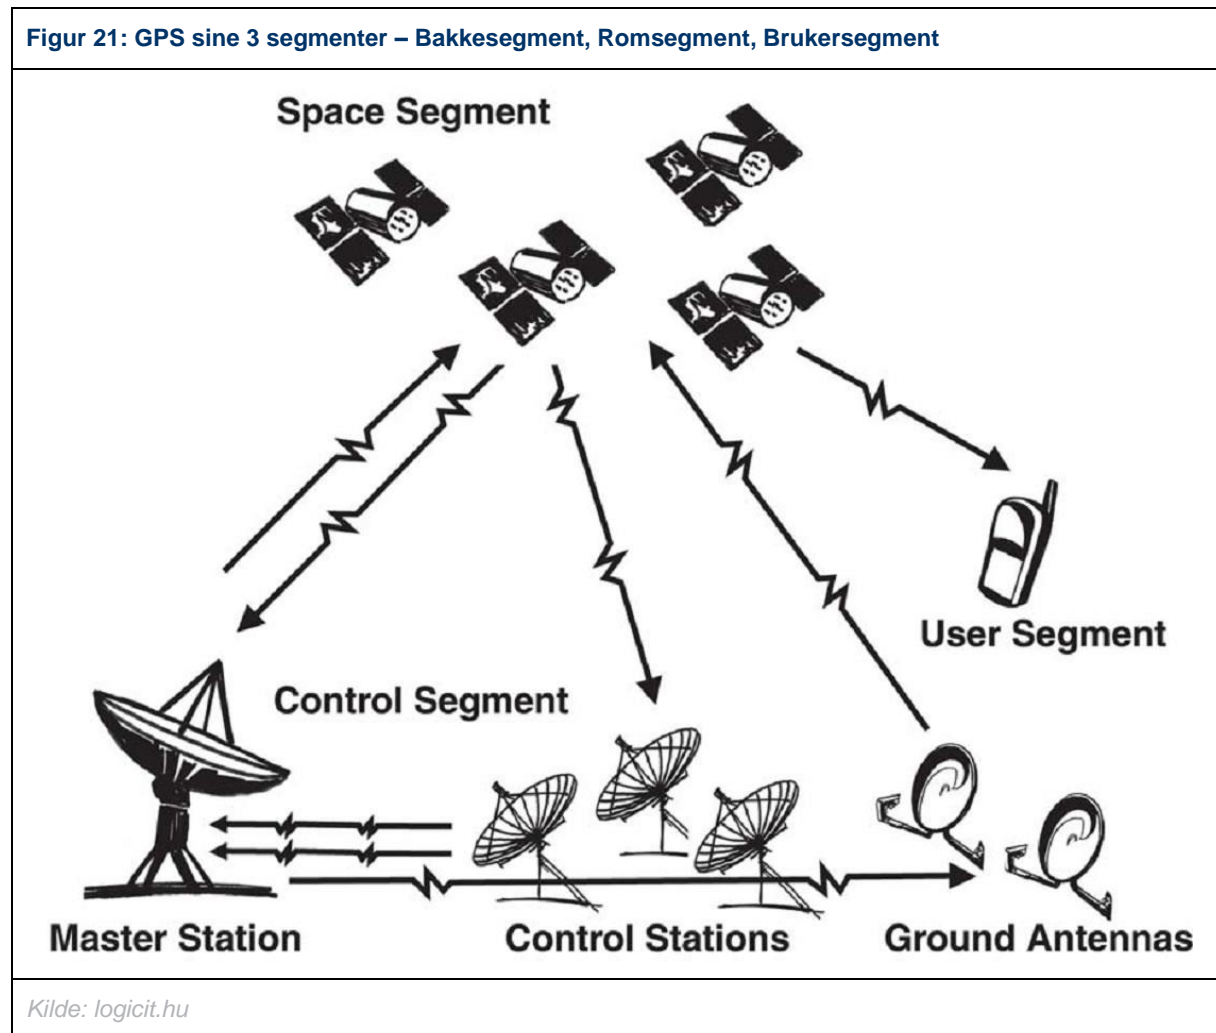 Figur 21: GPS sine 3 segmenter – Bakkesegment, Romsegment, Brukersegment
Space Segment
User Segment
Control Segment
Master Station
Control Stations
Ground Antennas
Kilde: logicit.hu